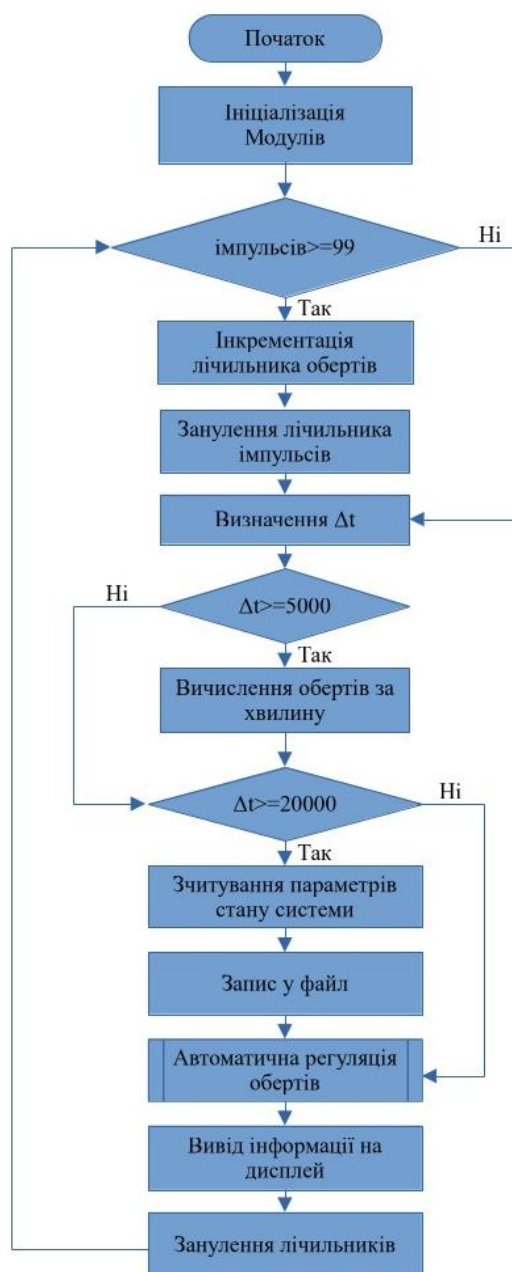 Початок
Ініціалізація
Модулів
імпульсів>=99
Ні
Так
Інкрементація
лічильника обертів
Занулення лічильника
імпульсів
Визначення Δt
Ні
Δt>=5000
Так
Вичислення обертів за
хвилину
Δt>=20000
Ні
Так
Зчитування параметрів
стану системи
Запис у файл
Автоматична регуляція
обертів
Вивід інформації на
дисплей
Занулення лічильників